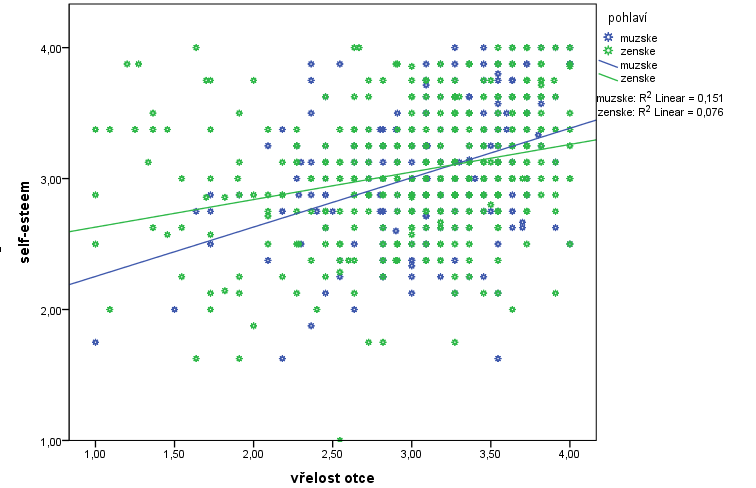 pohlaví
muzske
zenske
muzske
zenske
muzske: R2 Linear = 0,151
zenske: R2 Linear = 0,076
4,00
3,00
2,00
1,00
self-esteem
1,00 1,50 2,00 2,50 3,00 3,50 4,00
vřelost otce